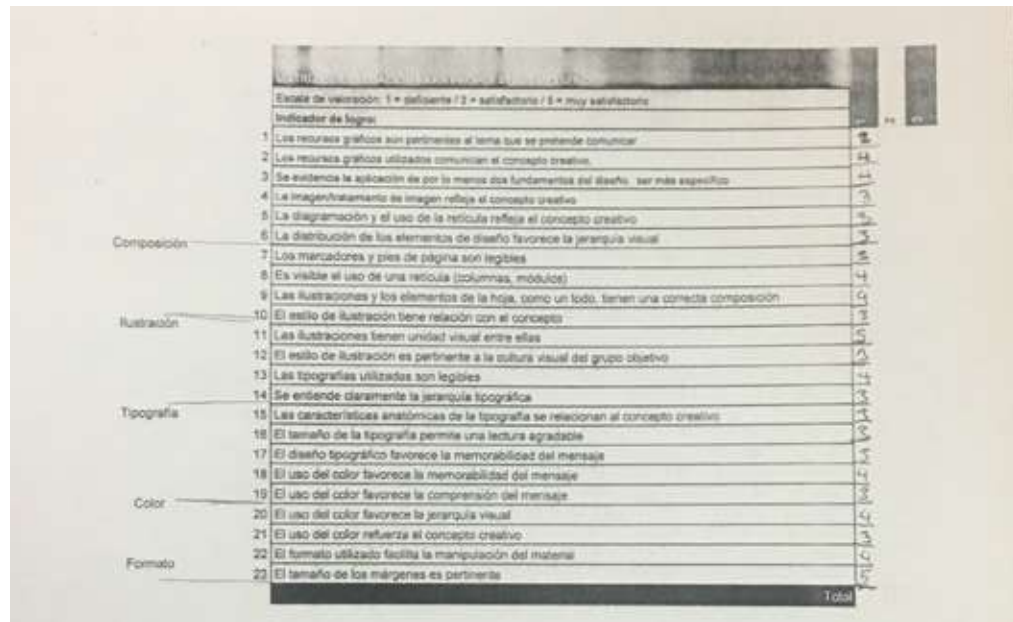 Escala de valoración: 1 = deficiente / 3 = satisfactorio / 5 = muy satisfactorio
Indicador de logro:
1 Los recursos gráficos son pertinentes al tema que se pretende comunicar
2 Los recursos gráficos utilizados comunican el concepto creativo. 4
3 Se evidencia la aplicación de por lo menos dos fundamentos del diseño. ser más específico
4 La imagen/tratamiento de imagen refleja el concepto creativo 3
5 La diagramación y el uso de la retícula refleja el concepto creativo
6 La distribución de los elementos de diseño favorece la jerarquía visual 3
Composición
7 Los marcadores y pies de página son legibles
8 Es visible el uso de una retícula (columnas, módulos) 4
9 Las ilustraciones y los elementos de la hoja, como un todo, tienen una correcta composición
10 El estilo de ilustración tiene relación con el concepto 3
Ilustración
11 Las ilustraciones tienen unidad visual entre ellas 5
12 El estilo de ilustración es pertinente a la cultura visual del grupo objetivo
13 Las tipografías utilizadas son legibles 4
14 Se entiende claramente la jerarquía tipográfica 3
Tipografía
15 Las características anatómicas de la tipografía se relacionan al concepto creativo 3
16 El tamaño de la tipografía permite una lectura agradable
17 El diseño tipográfico favorece la memorabilidad del mensaje
18 El uso del color favorece la memorabilidad del mensaje
19 El uso del color favorece la comprensión del mensaje
Color
20 El uso del color favorece la jerarquía visual 4
21 El uso del color refuerza el concepto creativo 3
22 El formato utilizado facilita la manipulación del material
Formato
23 El tamaño de los márgenes es pertinente 5
Total